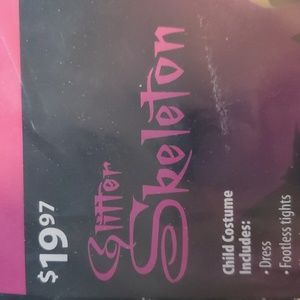 $19.97
Glitter
Skeleton
Child Costume
Includes:
• Dress
• Footless tights